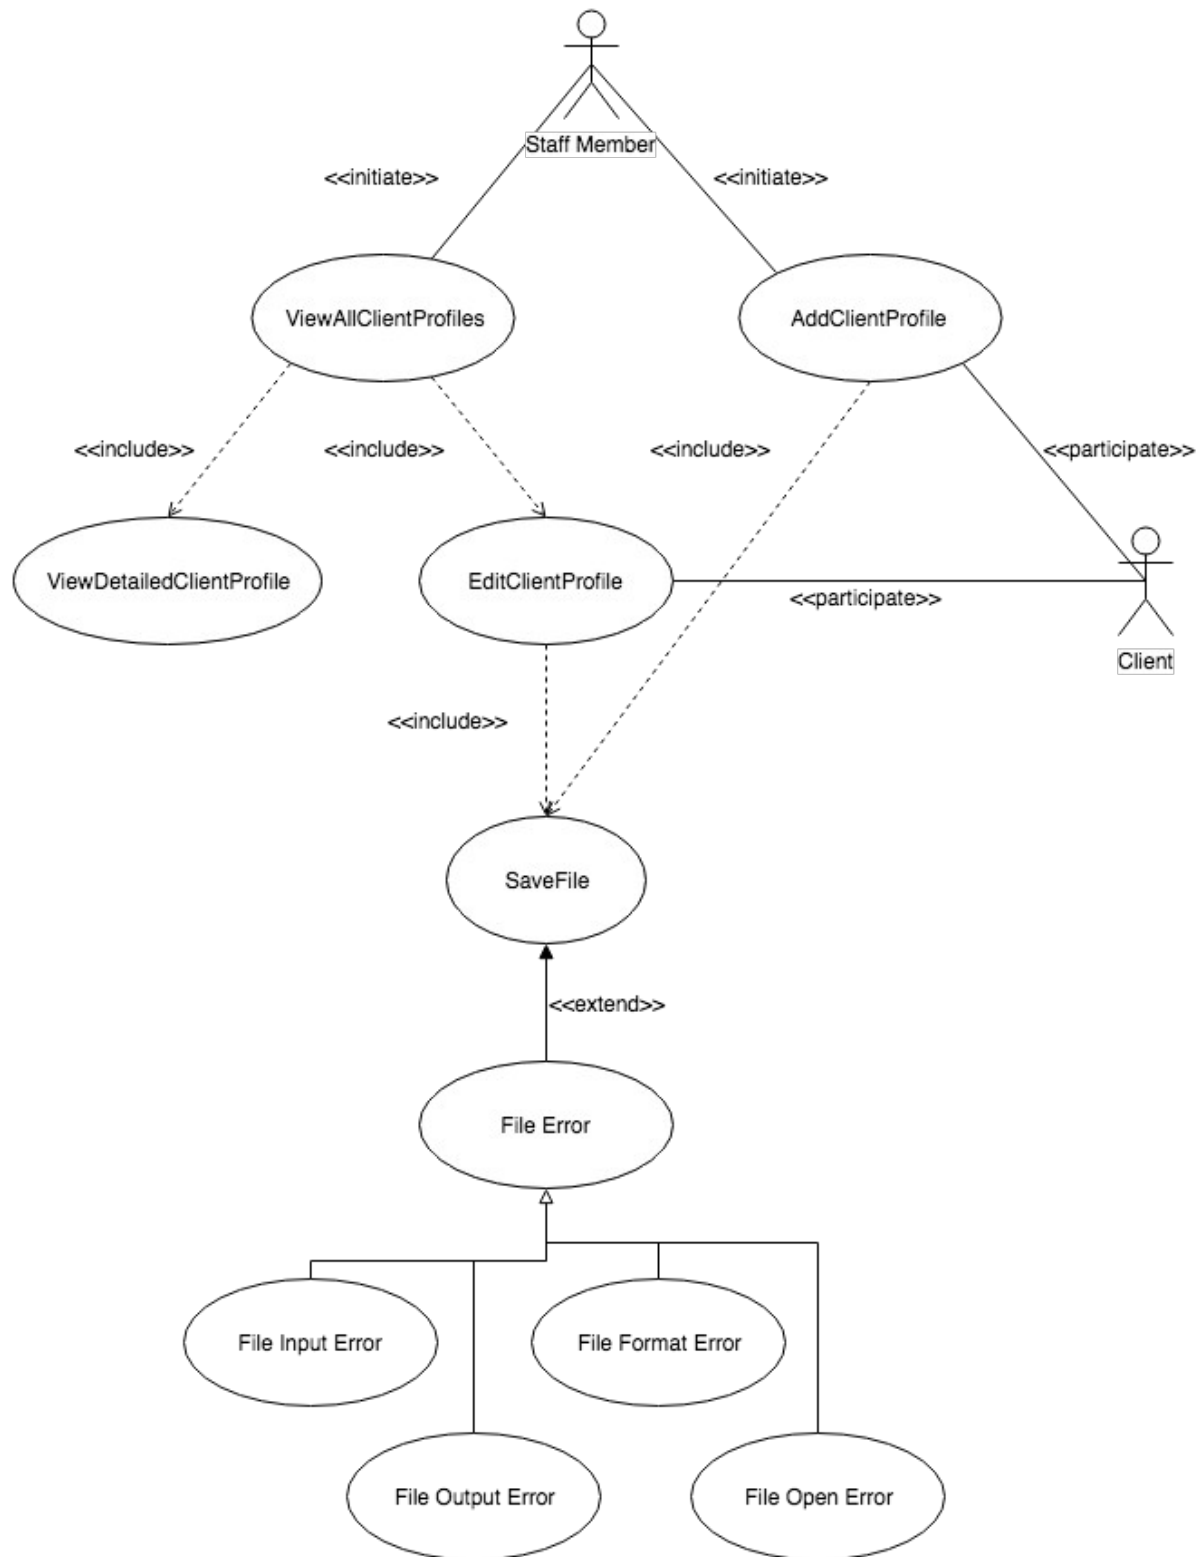 Staff Member
<<initiate>>
<<initiate>>
ViewAllClientProfiles
AddClientProfile
<<include>>
<<include>>
<<include>>
<<participate>>
ViewDetailedClientProfile
EditClientProfile
<<participate>>
Client
<<include>>
SaveFile
<<extend>>
File Error
File Input Error
File Format Error
File Output Error
File Open Error